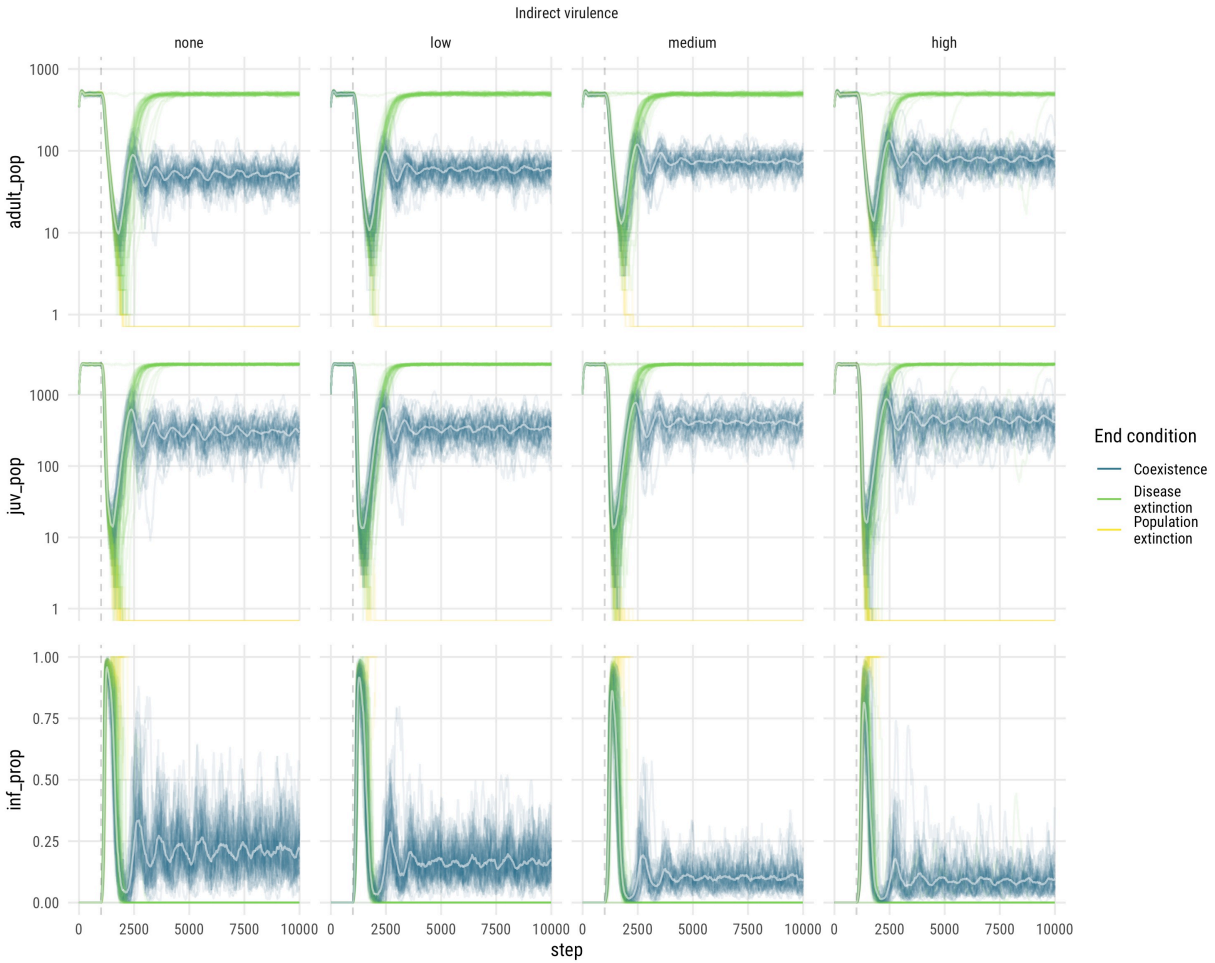 Indirect virulence
none low medium high
adult_pop
1000
100
10
1
juv_pop
1000
100
10
1
inf_prop
1.00
0.75
0.50
0.25
0.00
0 2500 5000 7500 10000 0 2500 5000 7500 10000 0 2500 5000 7500 10000 0 2500 5000 7500 10000
step
End condition
Coexistence
Disease
extinction
Population
extinction